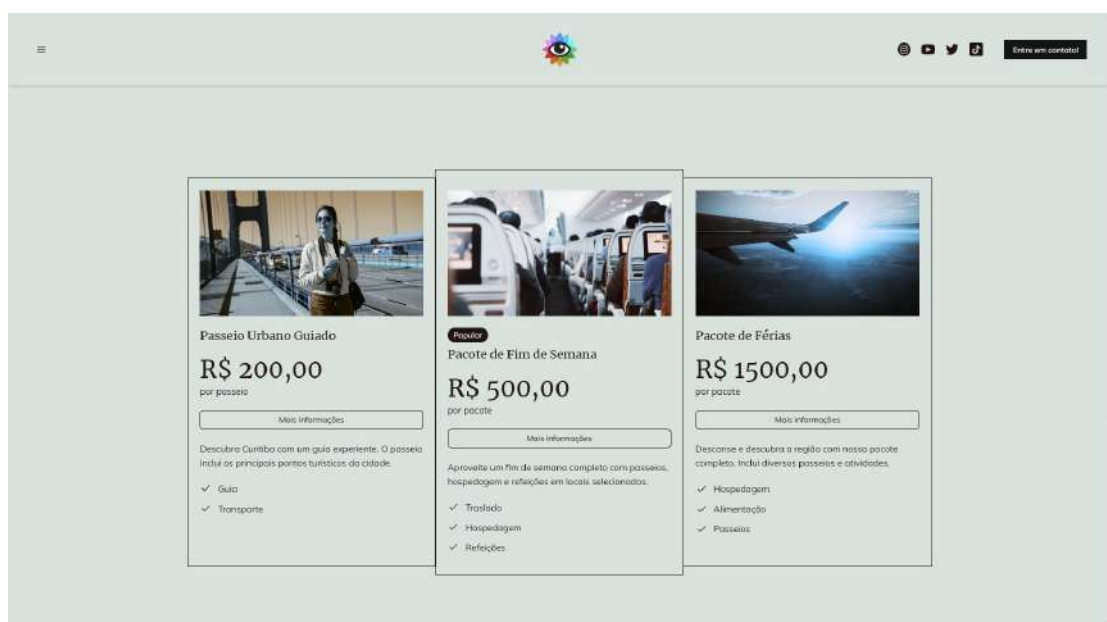 Entre em contato!
Passeio Urbano Guiado
R$ 200,00
por passeio
Mais Informações
Descubra Curitiba com um guia experiente. O passeio
inclui os principais pontos turísticos da cidade.
Guia
Transporte
Popular
Pacote de Fim de Semana
R$ 500,00
por pacote
Mais informações
Aproveite um fim de semana completo com passeios,
hospedagem e refeições em locais selecionados.
Traslado
Hospedagem
Refeições
Pacote de Férias
R$ 1500,00
por pacote
Mais informações
Descanse e descubra a região com nosso pacote
completo. Inclui diversos passeios e atividades.
Hospedagem
Alimentação
Passeios